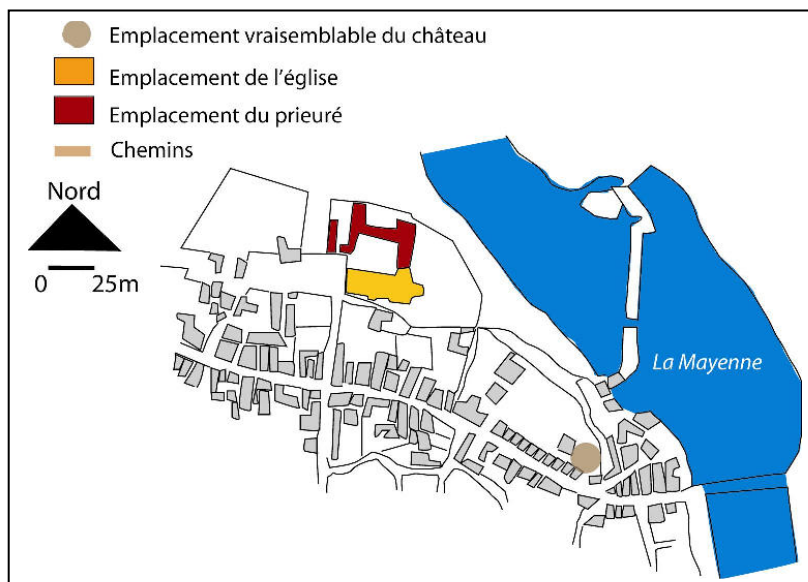 Emplacement vraisemblable du château
Emplacement de l'église
Emplacement du prieuré
Chemins
Nord
0 25m
La Mayenne